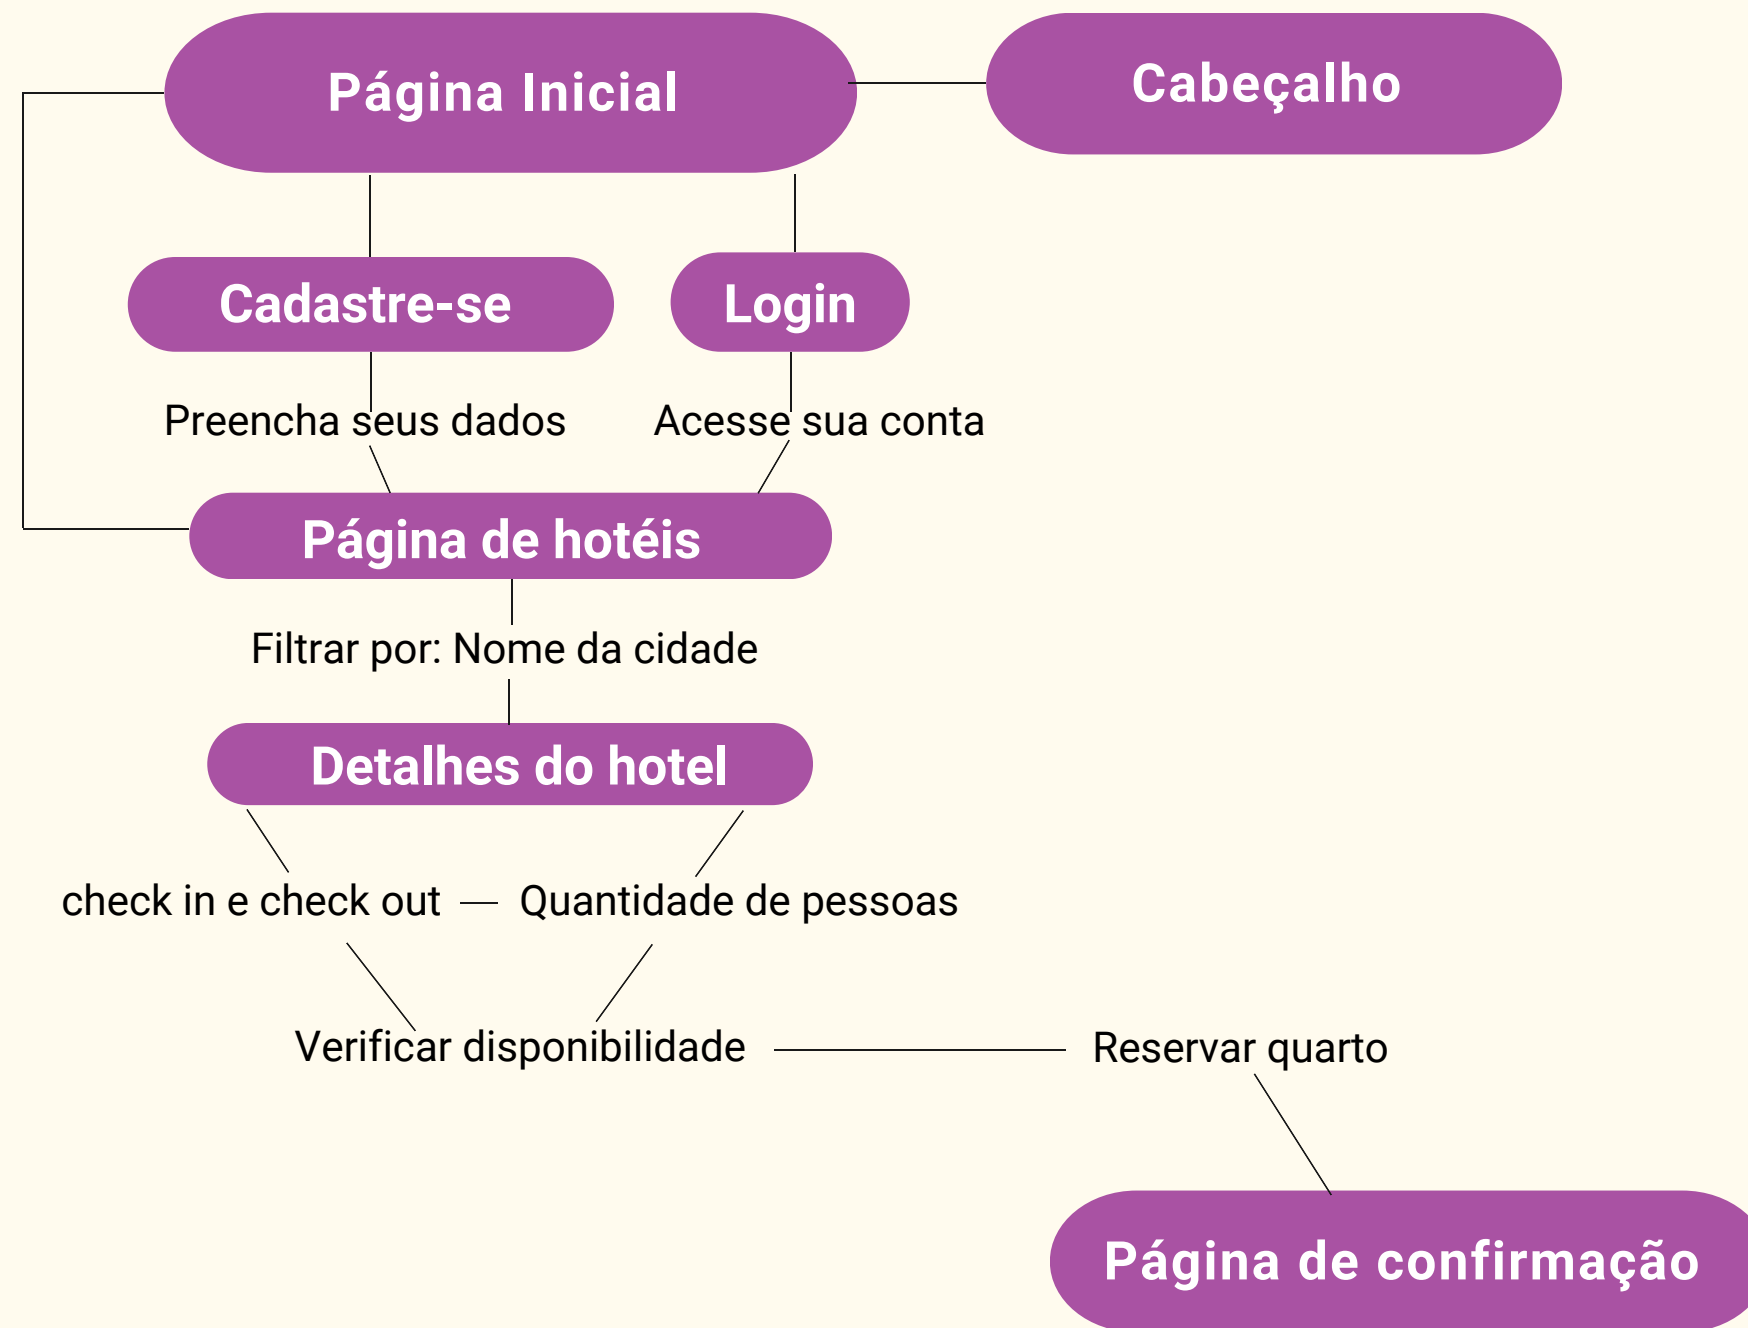 Página Inicial
Cabeçalho
Cadastre-se
Login
Preencha seus dados
Acesse sua conta
Página de hotéis
Filtrar por: Nome da cidade
Detalhes do hotel
check in e check out
Quantidade de pessoas
Verificar disponibilidade
Reservar quarto
Página de confirmação